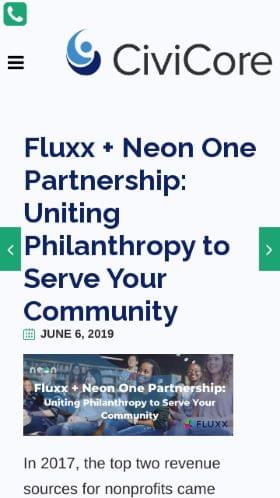 CiviCore
Fluxx + Neon One
Partnership:
Uniting
Philanthropy to
Serve Your
Community
JUNE 6, 2019
neon
Fluxx + Neon One Partnership:
Uniting Philanthropy to Serve Your
Community
FLUXX
In 2017, the top two revenue
sources for nonprofits came